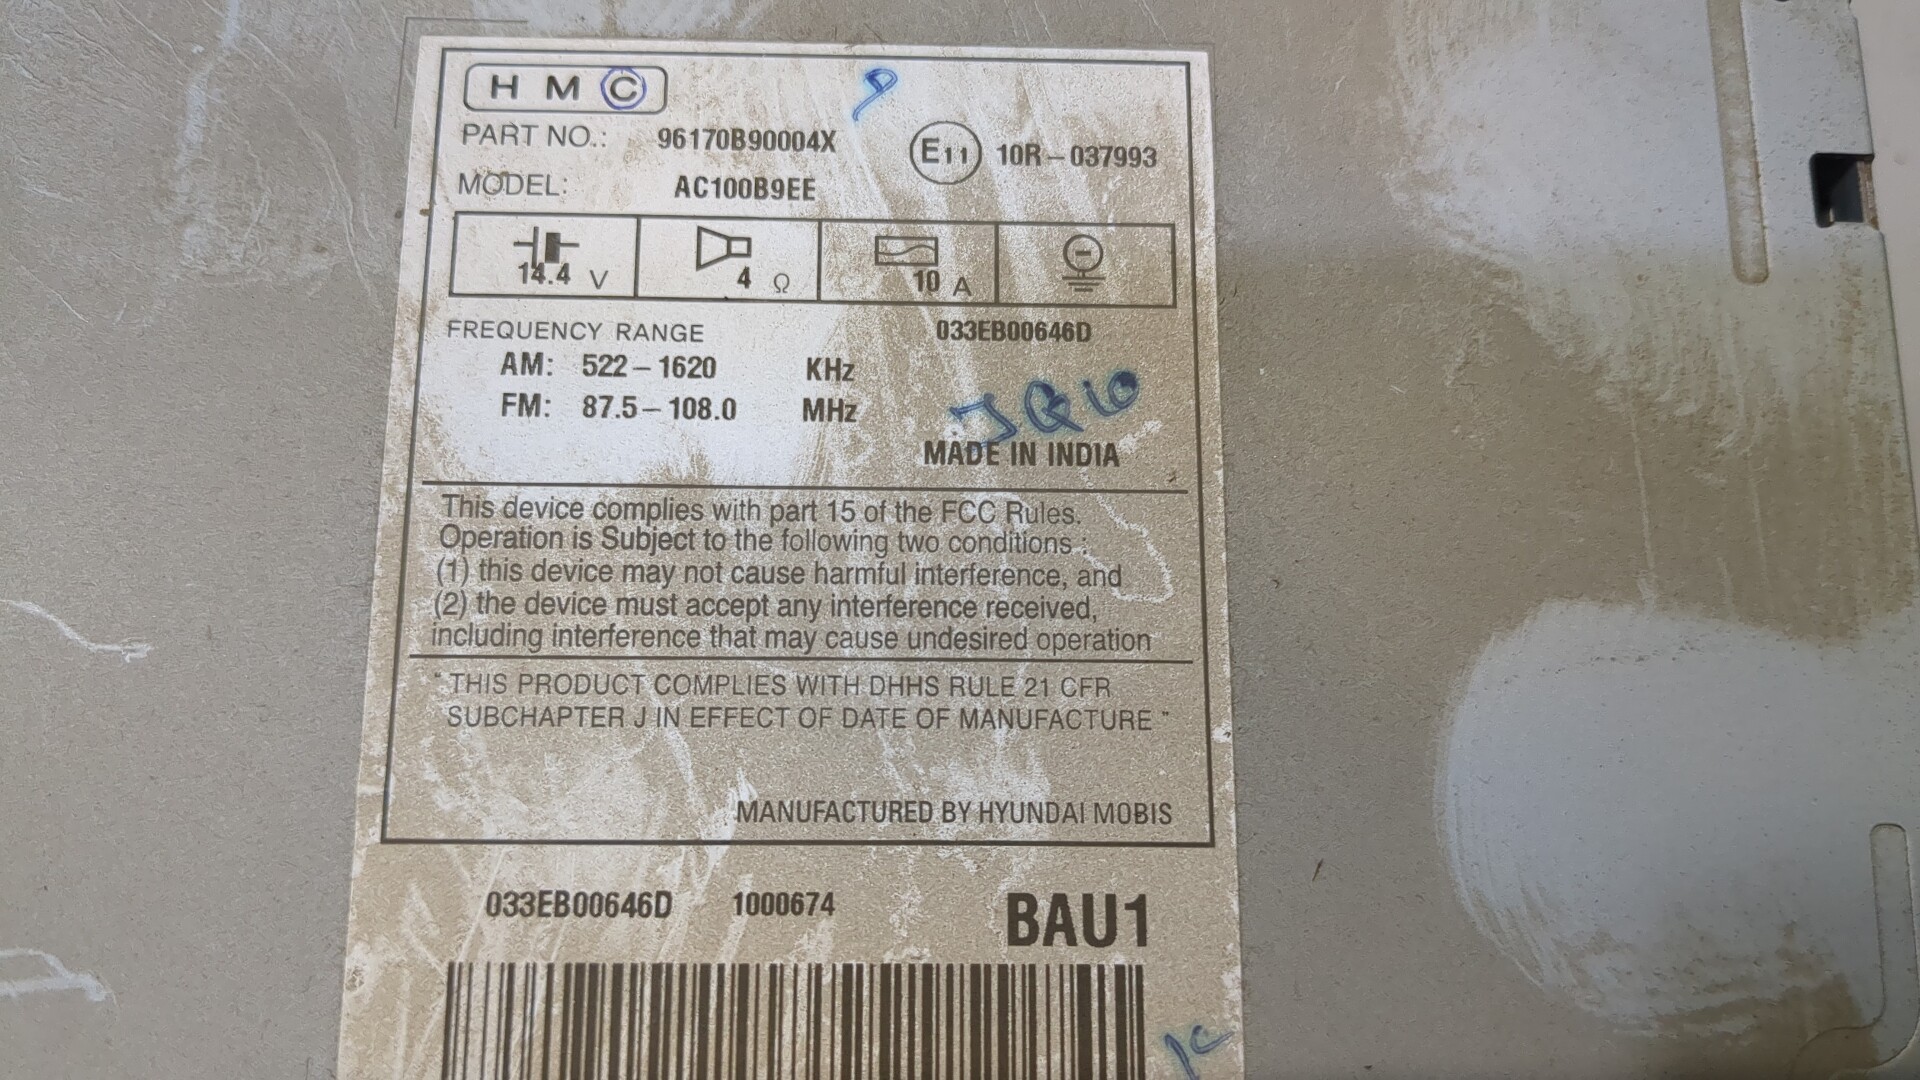 HMC
PART NO.: 96170B90004X
E11 10R-037993
MODEL: AC100B9EE
14.4 V 4 Ω 10 A
FREQUENCY RANGE 033EB00646D
AM: 522-1620 KHz
FM: 87.5-108.0 MHz
MADE IN INDIA
This device complies with part 15 of the FCC Rules.
Operation is Subject to the following two conditions :
(1) this device may not cause harmful interference, and
(2) the device must accept any interference received,
including interference that may cause undesired operation
" THIS PRODUCT COMPLIES WITH DHHS RULE 21 CFR
SUBCHAPTER J IN EFFECT OF DATE OF MANUFACTURE "
MANUFACTURED BY HYUNDAI MOBIS
033EB00646D 1000674 BAU1